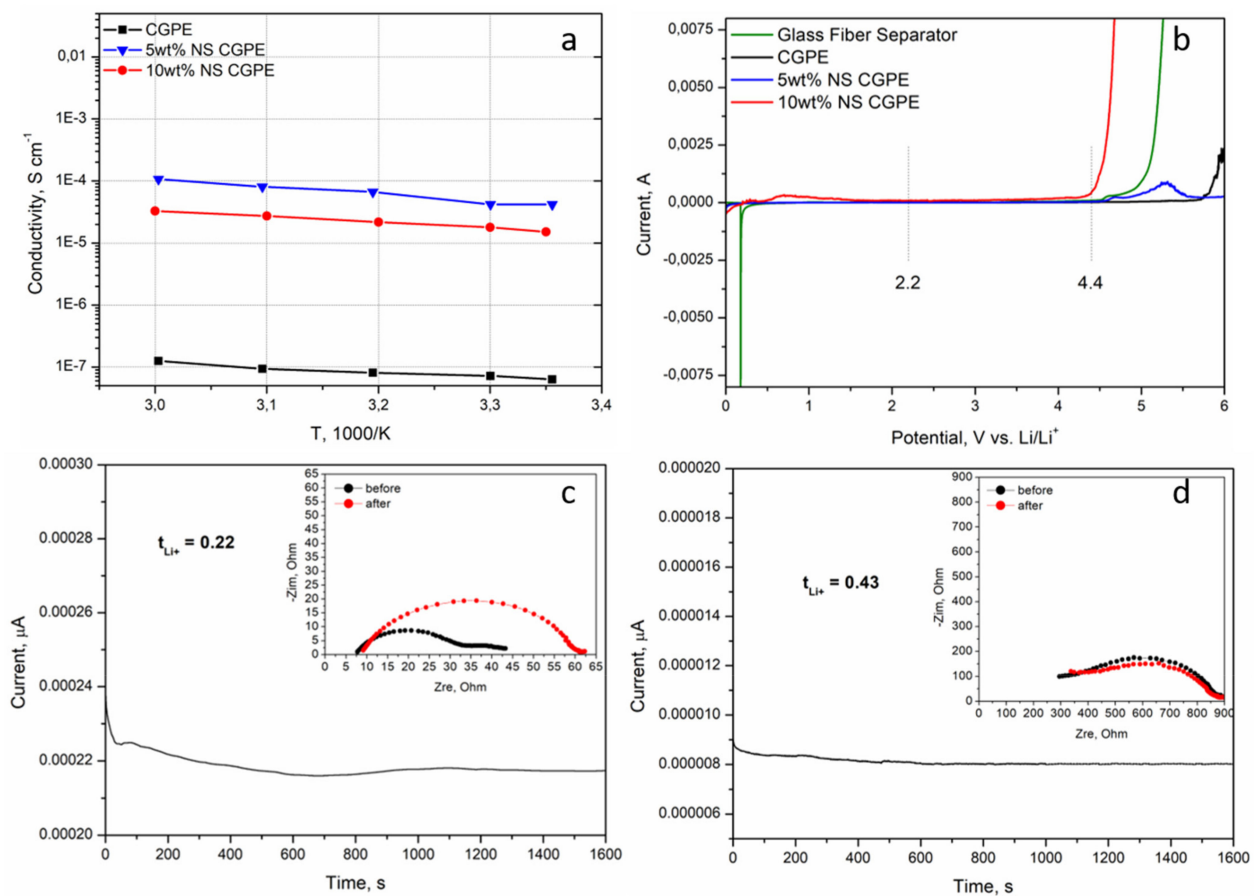 a
CGPE
5wt% NS CGPE
10wt% NS CGPE
0,01
1E-3
1E-4
1E-5
1E-6
1E-7
Conductivity, S cm⁻¹
3,0 3,1 3,2 3,3 3,4
T, 1000/K
b
Glass Fiber Separator
CGPE
5wt% NS CGPE
10wt% NS CGPE
0,0075
0,0050
0,0025
0,0000
-0,0025
-0,0050
-0,0075
Current, A
2.2 4.4
0 1 2 3 4 5 6
Potential, V vs. Li/Li⁺
c
0.00030
0.00028
0.00026
0.00024
0.00022
0.00020
Current, µA
t_Li+ = 0.22
before
after
65
60
55
50
45
40
35
30
25
20
15
10
5
0
-Zim, Ohm
0 5 10 15 20 25 30 35 40 45 50 55 60 65
Zre, Ohm
0 200 400 600 800 1000 1200 1400 1600
Time, s
d
0.000020
0.000018
0.000016
0.000014
0.000012
0.000010
0.000008
0.000006
Current, µA
t_Li+ = 0.43
before
after
900
800
700
600
500
400
300
200
100
0
-Zim, Ohm
0 100 200 300 400 500 600 700 800 900
Zre, Ohm
0 200 400 600 800 1000 1200 1400 1600
Time, s